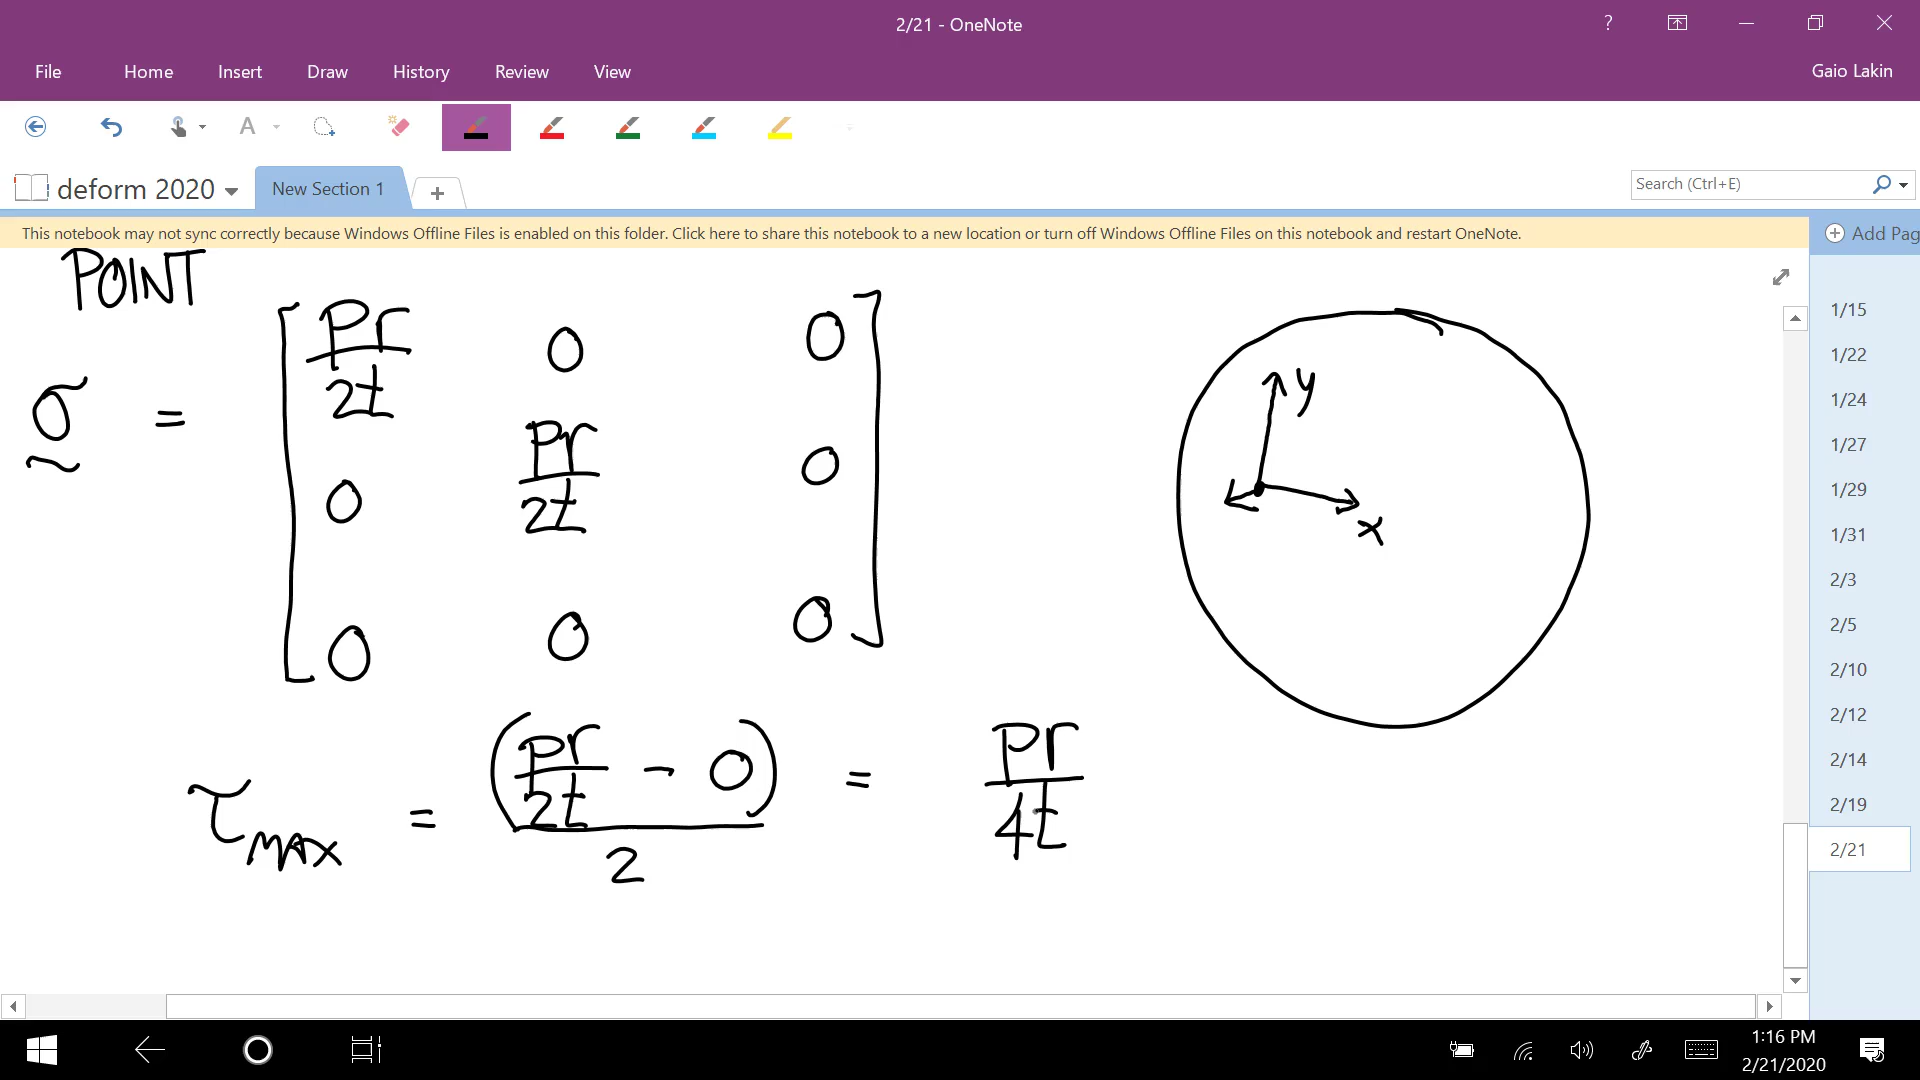 2/21 - OneNote
?
File Home Insert Draw History Review View
Gaio Lakin
A
deform 2020
New Section 1
+
Search (Ctrl+E)
This notebook may not sync correctly because Windows Offline Files is enabled on this folder. Click here to share this notebook to a new location or turn off Windows Offline Files on this notebook and restart OneNote.
Add Pag
POINT
σ = [ Pr/2t 0 0
0 Pr/2t 0
0 0 0 ]
y
x
τMAX = (Pr/2t - 0)/2 = Pr/4t
1/15
1/22
1/24
1/27
1/29
1/31
2/3
2/5
2/10
2/12
2/14
2/19
2/21
1:16 PM
2/21/2020